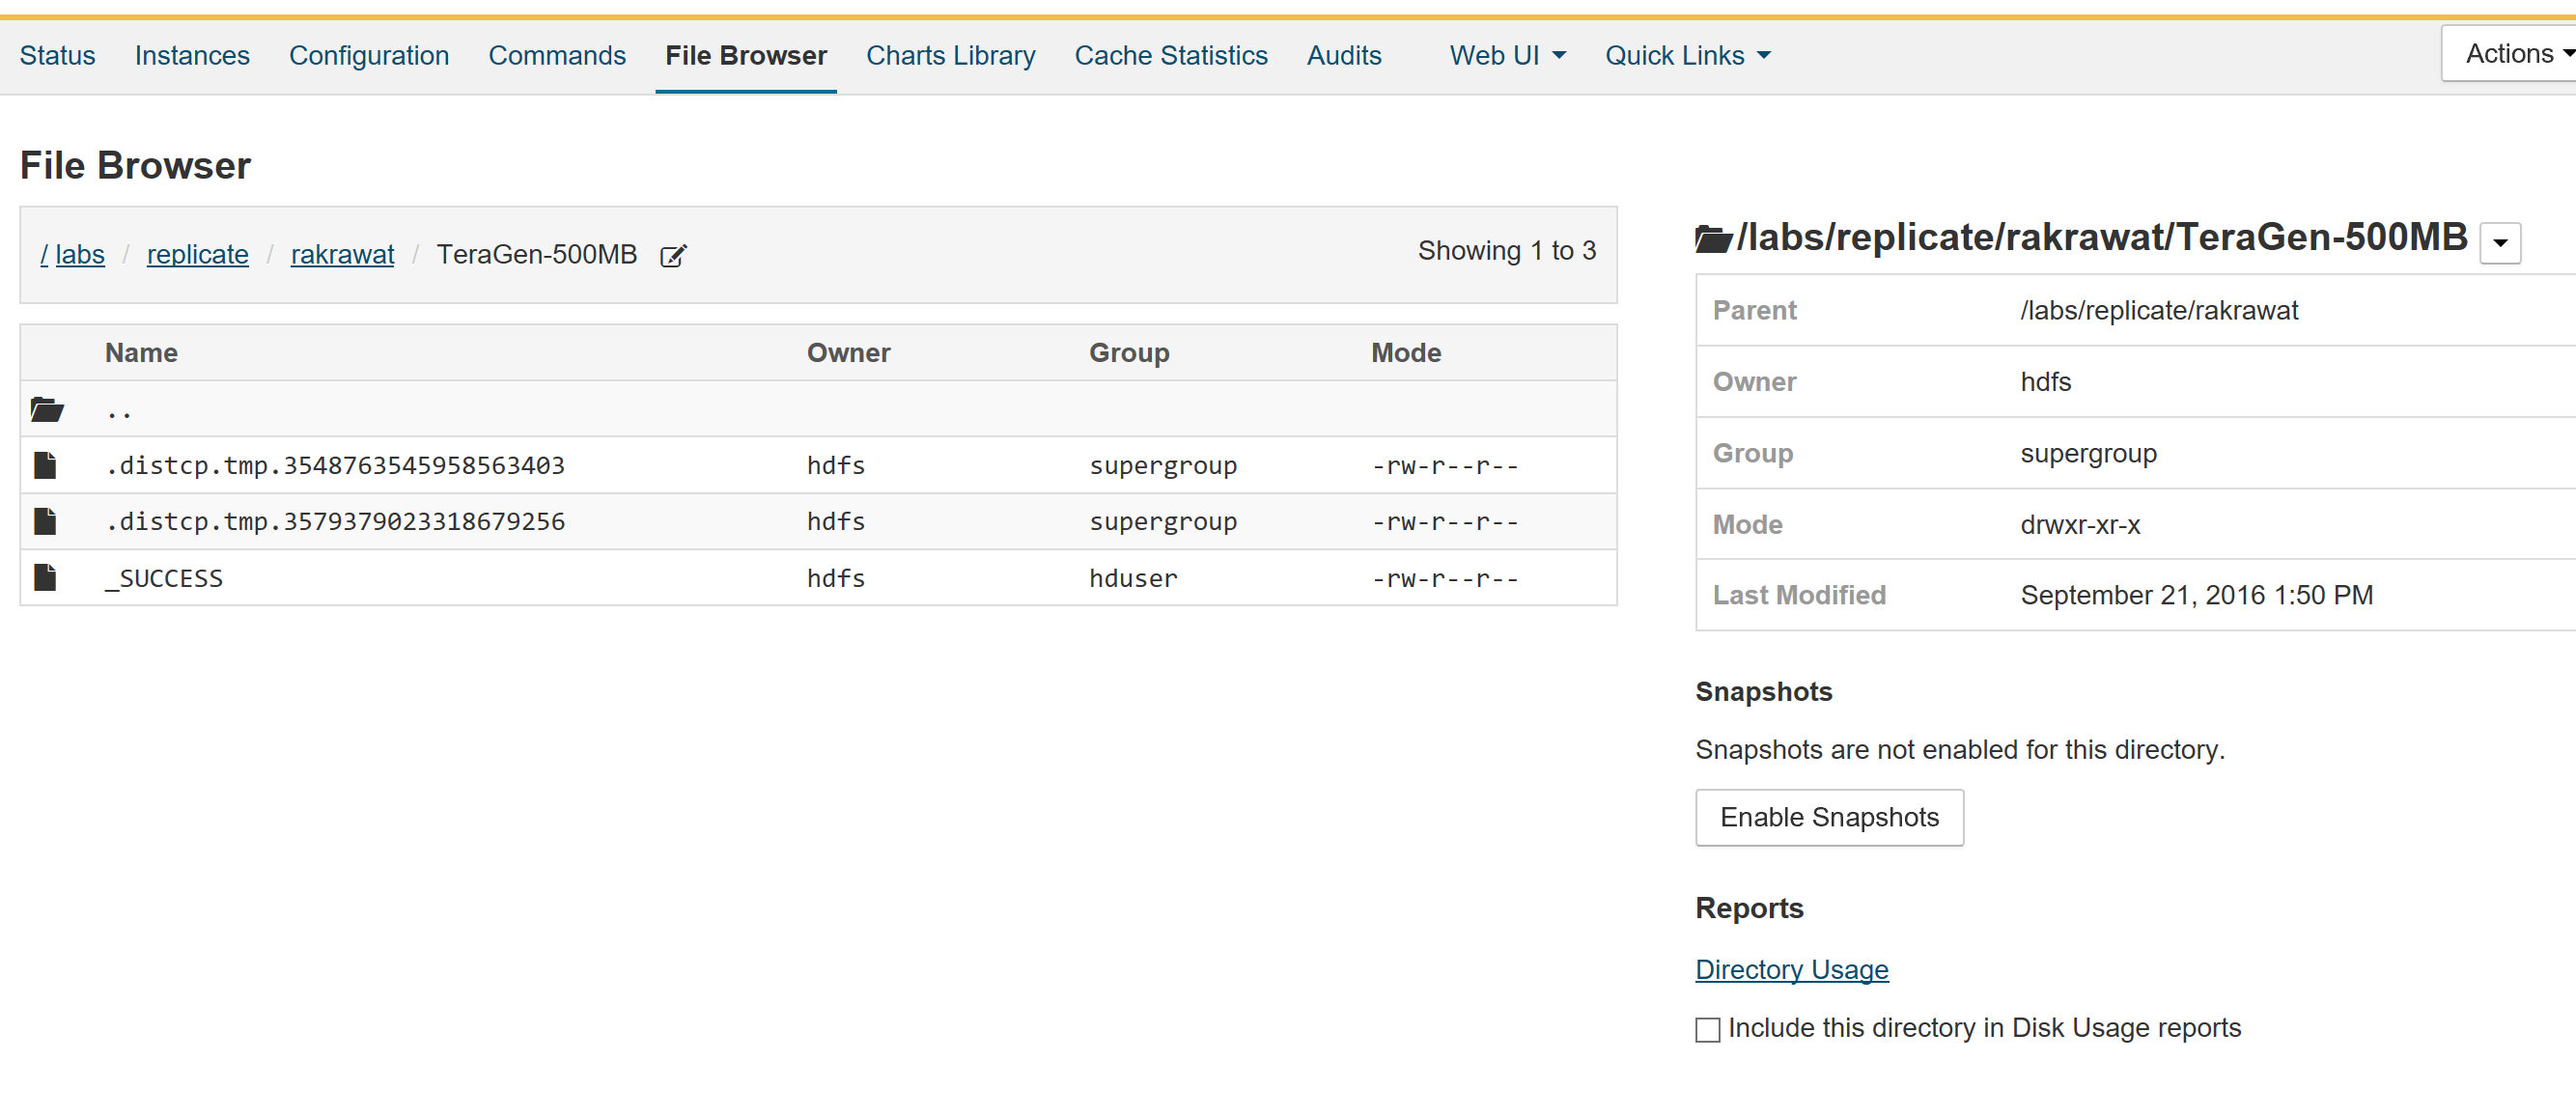 Status Instances Configuration Commands File Browser Charts Library Cache Statistics Audits Web UI Quick Links Actions
File Browser
/ labs / replicate / rakrawat / TeraGen-500MB Showing 1 to 3
Name Owner Group Mode
..
.distcp.tmp.3548763545958563403 hdfs supergroup -rw-r--r--
.distcp.tmp.3579379023318679256 hdfs supergroup -rw-r--r--
_SUCCESS hdfs hduser -rw-r--r--
/labs/replicate/rakrawat/TeraGen-500MB
Parent /labs/replicate/rakrawat
Owner hdfs
Group supergroup
Mode drwxr-xr-x
Last Modified September 21, 2016 1:50 PM
Snapshots
Snapshots are not enabled for this directory.
Enable Snapshots
Reports
Directory Usage
Include this directory in Disk Usage reports